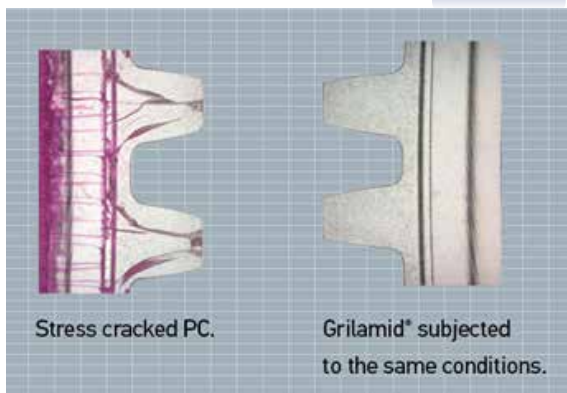 Stress cracked PC.
Grilamid® subjected
to the same conditions.